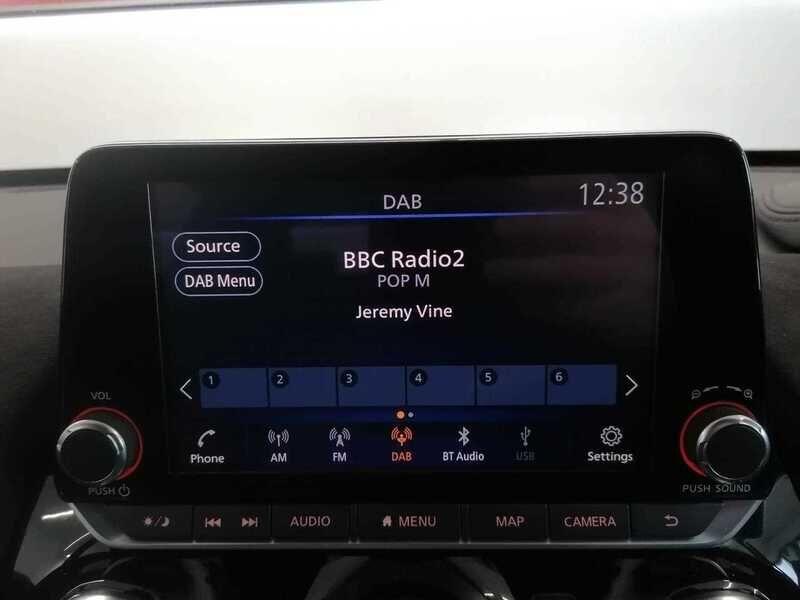 DAB
12:38
Source
DAB Menu
BBC Radio2
POP M
Jeremy Vine
1 2 3 4 5 6
Phone AM FM DAB BT Audio USB Settings
VOL
PUSH
PUSH SOUND
AUDIO MENU MAP CAMERA